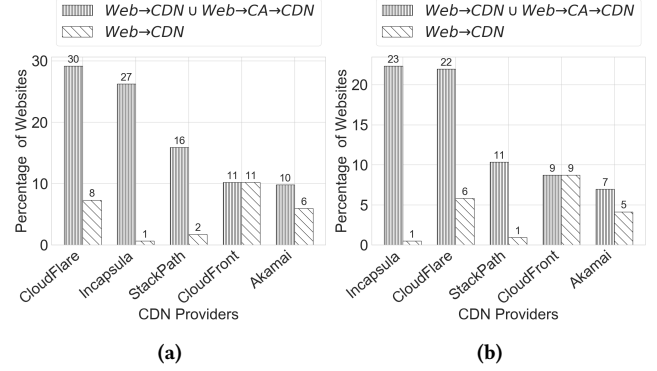 Web→CDN ∪ Web→CA→CDN
Web→CDN
Percentage of Websites
30
20
10
0
30
8
27
1
16
2
11
11
10
6
CloudFlare
Incapsula
StackPath
CloudFront
Akamai
CDN Providers
(a)
Web→CDN ∪ Web→CA→CDN
Web→CDN
Percentage of Websites
20
15
10
5
0
23
1
22
6
11
1
9
9
7
5
Incapsula
CloudFlare
StackPath
CloudFront
Akamai
CDN Providers
(b)